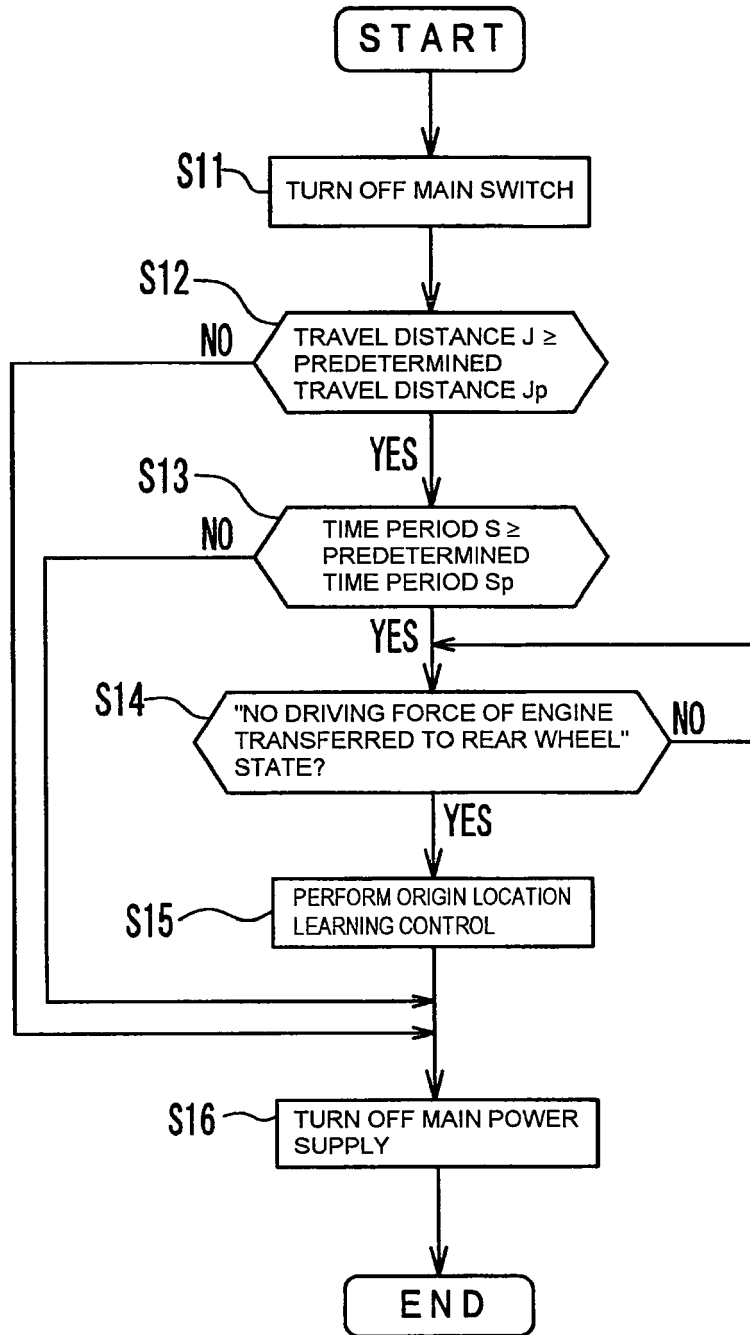 START
S11
TURN OFF MAIN SWITCH
S12
NO
TRAVEL DISTANCE J ≥
PREDETERMINED
TRAVEL DISTANCE Jp
YES
S13
NO
TIME PERIOD S ≥
PREDETERMINED
TIME PERIOD Sp
YES
S14
"NO DRIVING FORCE OF ENGINE
TRANSFERRED TO REAR WHEEL"
STATE?
NO
YES
S15
PERFORM ORIGIN LOCATION
LEARNING CONTROL
S16
TURN OFF MAIN POWER
SUPPLY
END